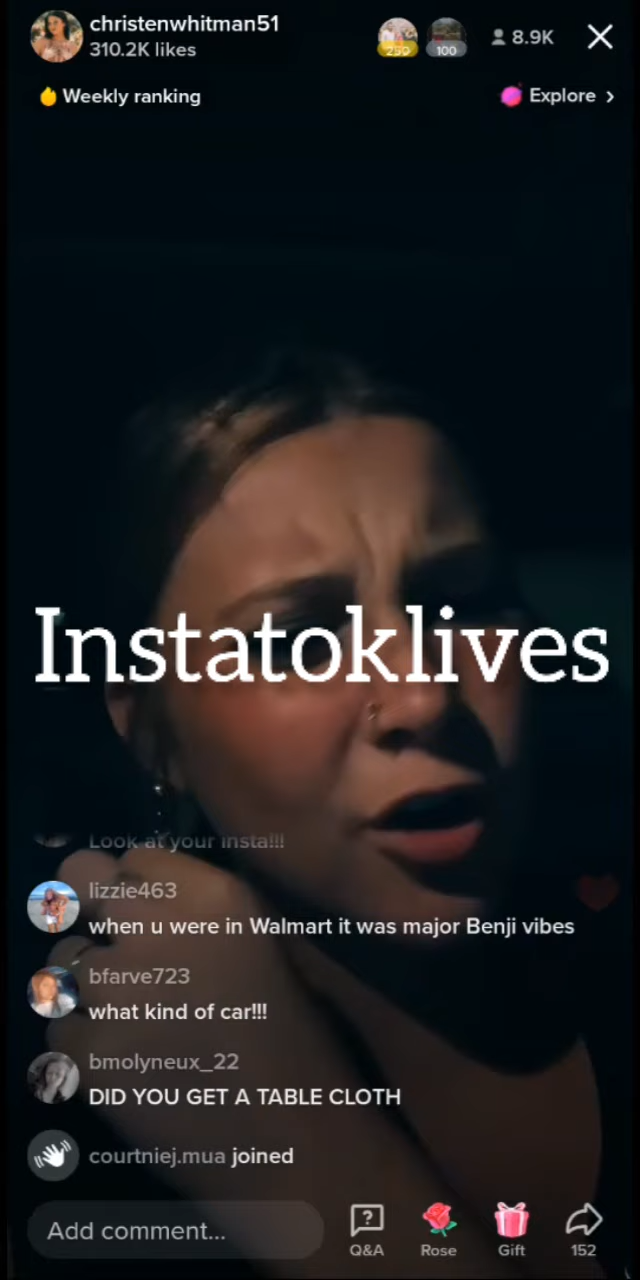 christenwhitman51
310.2K likes
250
100
8.9K
Weekly ranking
Explore
Instatoklives
Look at your insta!!!
lizzie463
when u were in Walmart it was major Benji vibes
bfarve723
what kind of car!!!
bmolyneux_22
DID YOU GET A TABLE CLOTH
courtniej.mua joined
Add comment...
Q&A
Rose
Gift
152